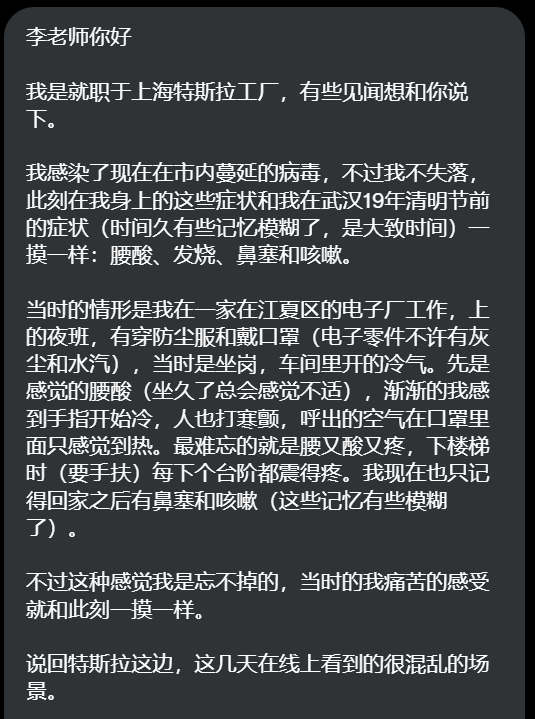 李老师你好
我是就职于上海特斯拉工厂，有些见闻想和你说
下。
我感染了现在在市内蔓延的病毒，不过我不失落，
此刻在我身上的这些症状和我在武汉19年清明节前
的症状（时间久有些记忆模糊了，是大致时间）一
摸一样：腰酸、发烧、鼻塞和咳嗽。
当时的情形是我在一家在江夏区的电子厂工作，上
的夜班，有穿防尘服和戴口罩（电子零件不许有灰
尘和水汽），当时是坐岗，车间里开的冷气。先是
感觉的腰酸（坐久了总会感觉不适），渐渐的我感
到手指开始冷，人也打寒颤，呼出的空气在口罩里
面只感觉到热。最难忘的就是腰又酸又疼，下楼梯
时（要手扶）每下个台阶都震得疼。我现在也只记
得回家之后有鼻塞和咳嗽（这些记忆有些模糊
了）。
不过这种感觉我是忘不掉的，当时的我痛苦的感受
就和此刻一摸一样。
说回特斯拉这边，这几天在线上看到的很混乱的场
景。